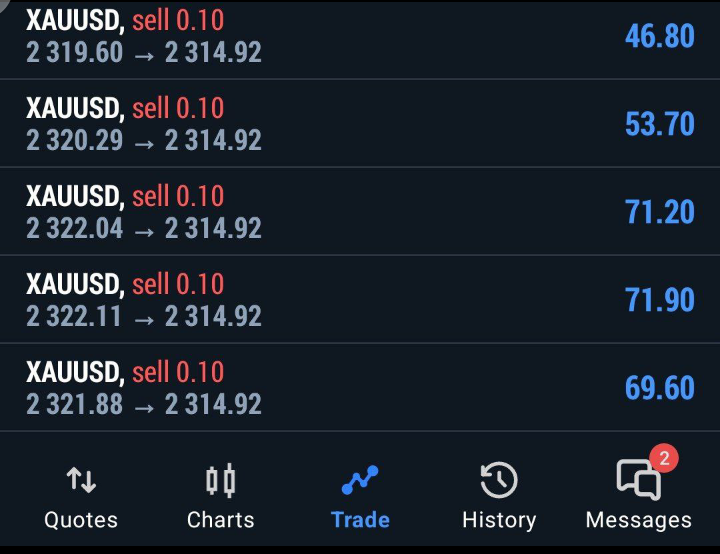 XAUUSD, sell 0.10
2 319.60 → 2 314.92
46.80
XAUUSD, sell 0.10
2 320.29 → 2 314.92
53.70
XAUUSD, sell 0.10
2 322.04 → 2 314.92
71.20
XAUUSD, sell 0.10
2 322.11 → 2 314.92
71.90
XAUUSD, sell 0.10
2 321.88 → 2 314.92
69.60
2
Quotes
Charts
Trade
History
Messages